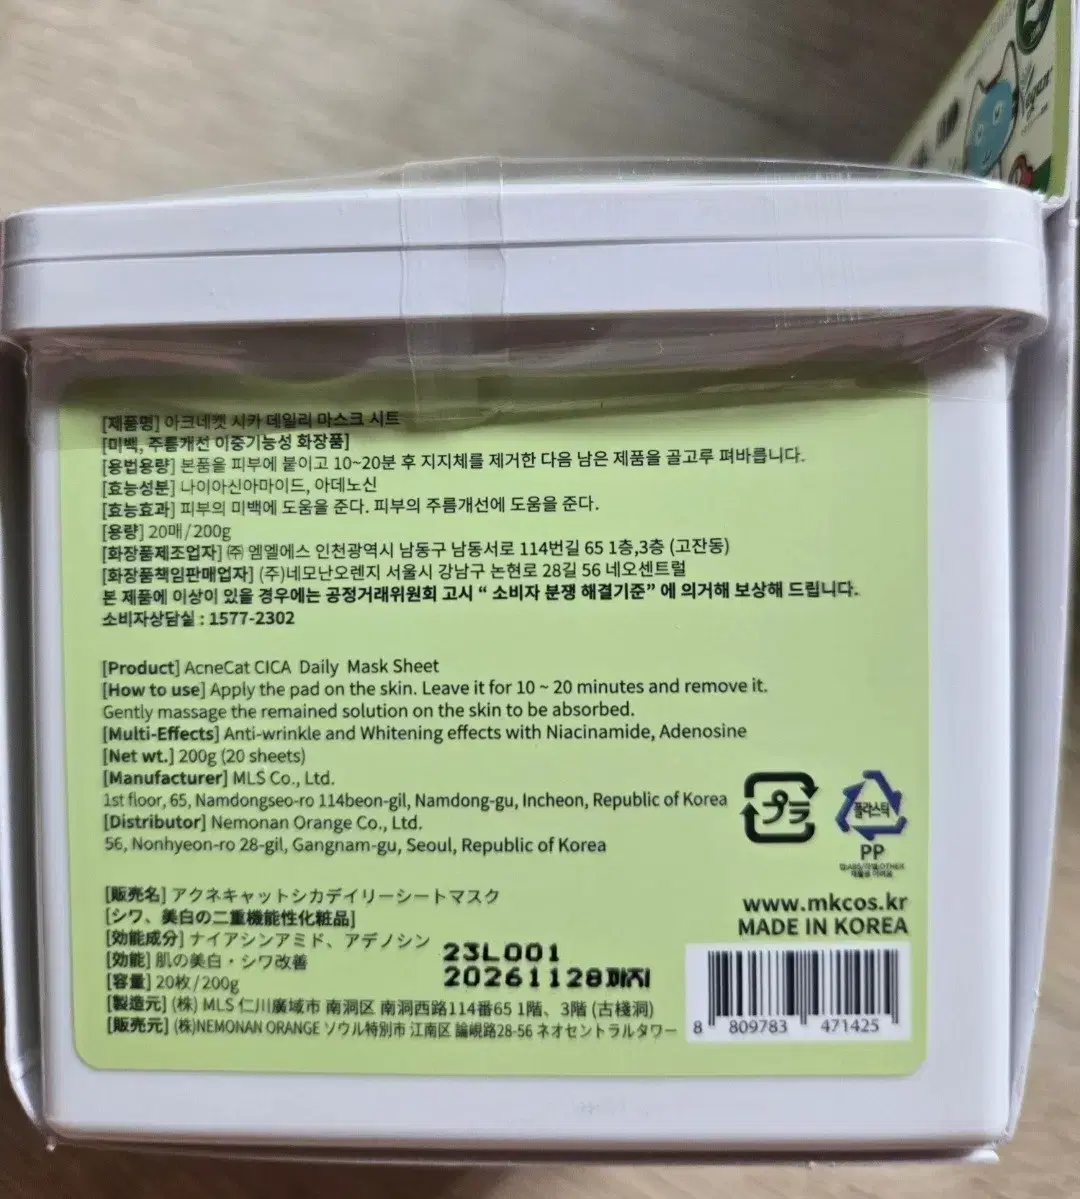 Vegan
[제품명] 아크네켓 시카 데일리 마스크 시트
[미백, 주름개선 이중기능성 화장품]
[용법용량] 본품을 피부에 붙이고 10~20분 후 지지체를 제거한 다음 남은 제품을 골고루 펴바릅니다.
[효능성분] 나이아신아마이드, 아데노신
[효능효과] 피부의 미백에 도움을 준다. 피부의 주름개선에 도움을 준다.
[용량] 20매/200g
[화장품제조업자] ㈜ 엠엘에스 인천광역시 남동구 남동서로 114번길 65 1층,3층 (고잔동)
[화장품책임판매업자] (주)네모난오렌지 서울시 강남구 논현로 28길 56 네오센트럴
본 제품에 이상이 있을 경우에는 공정거래위원회 고시 “ 소비자 분쟁 해결기준” 에 의거해 보상해 드립니다.
소비자상담실 : 1577-2302
[Product] AcneCat CICA Daily Mask Sheet
[How to use] Apply the pad on the skin. Leave it for 10 ~ 20 minutes and remove it.
Gently massage the remained solution on the skin to be absorbed.
[Multi-Effects] Anti-wrinkle and Whitening effects with Niacinamide, Adenosine
[Net wt.] 200g (20 sheets)
[Manufacturer] MLS Co., Ltd.
1st floor, 65, Namdongseo-ro 114beon-gil, Namdong-gu, Incheon, Republic of Korea
[Distributor] Nemonan Orange Co., Ltd.
56, Nonhyeon-ro 28-gil, Gangnam-gu, Seoul, Republic of Korea
プラ
플라스틱
PP
[販売名] アクネキャットシカデイリーシートマスク
[シワ、美白の二重機能性化粧品]
[効能成分] ナイアシンアミド、アデノシン
[効能] 肌の美白・シワ改善
[容量] 20枚/200g
[製造元] (株) MLS 仁川廣域市 南洞区 南洞西路114番65 1階、3階 (古棧洞)
[販売元] (株)NEMONAN ORANGE ソウル特別市 江南区 論峴路28-56 ネオセントラルタワー
23L001
20261128까지
www.mkcos.kr
MADE IN KOREA
8 809783 471425